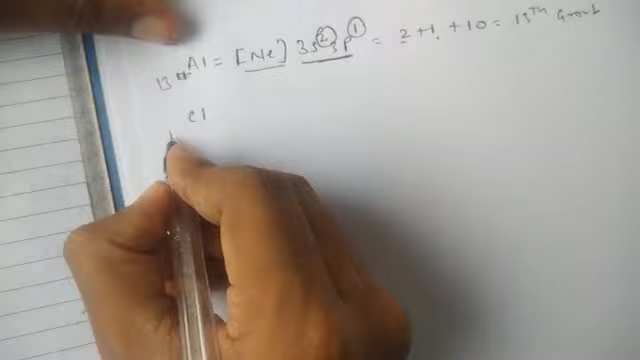 13 Al = [Ne] 3s² 3p¹ = 2 + 1 + 10 = 13th Group
Cl